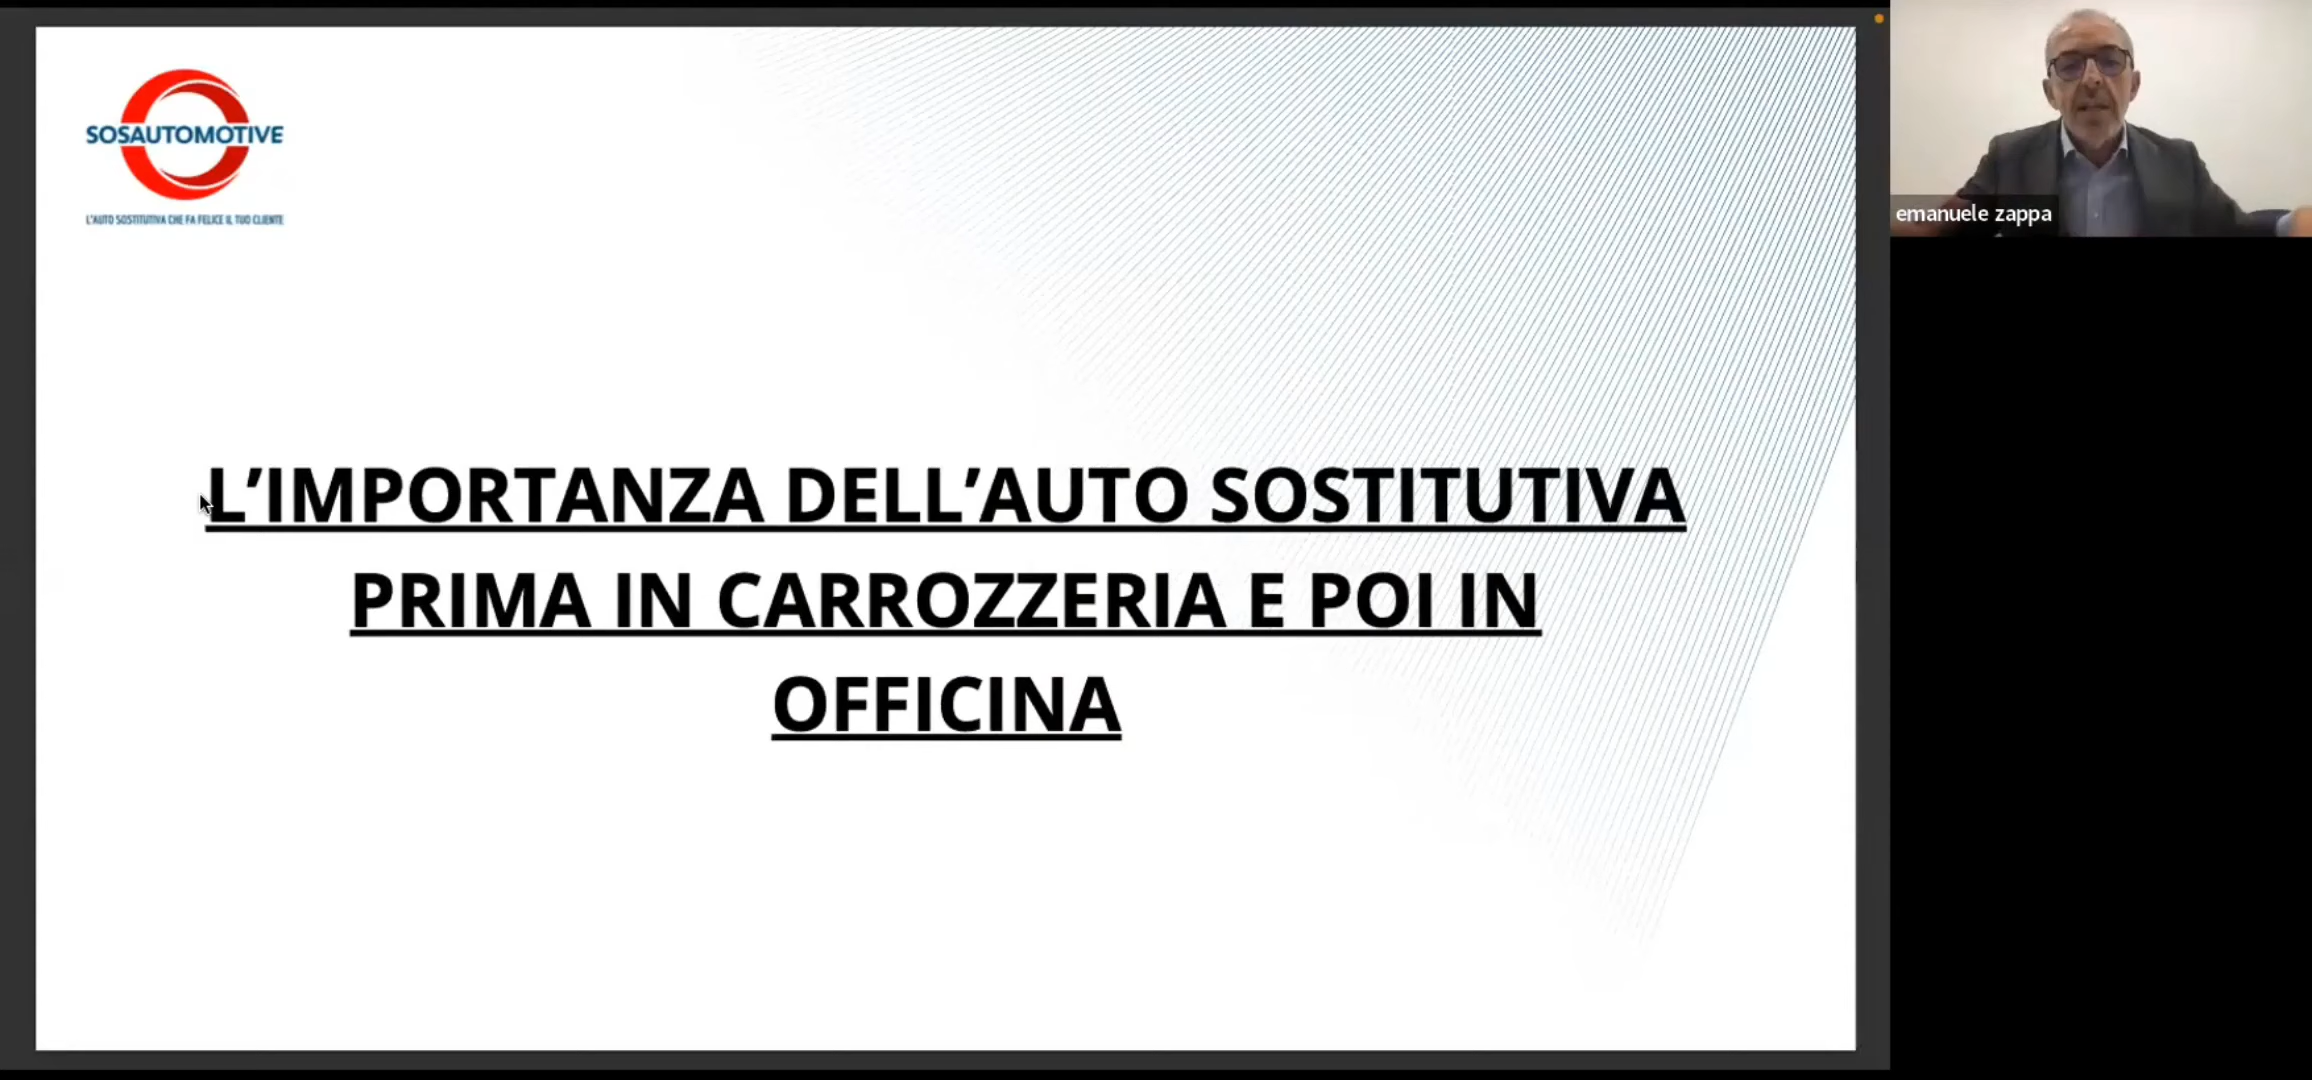 SOSAUTOMOTIVE
L'AUTO SOSTITUTIVA CHE FA FELICE IL TUO CLIENTE
L’IMPORTANZA DELL’AUTO SOSTITUTIVA
PRIMA IN CARROZZERIA E POI IN
OFFICINA
emanuele zappa